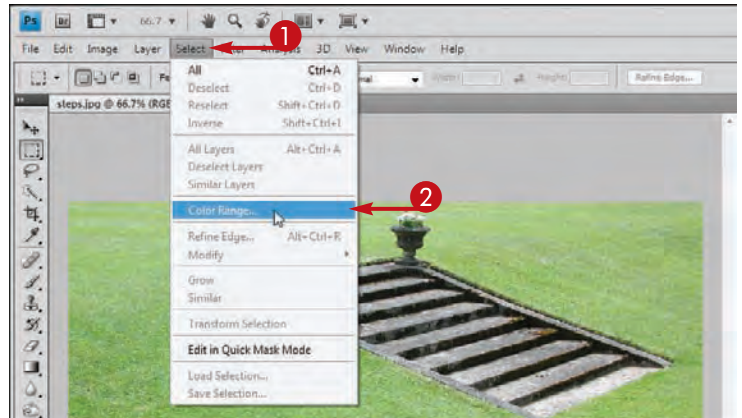 Ps Br 66.7
File Edit Image Layer Select Analysis 3D View Window Help
1
Width: Height: Refine Edge...
steps.jpg @ 66.7% (RGB
All Ctrl+A
Deselect Ctrl+D
Reselect Shift+Ctrl+D
Inverse Shift+Ctrl+I
All Layers Alt+Ctrl+A
Deselect Layers
Similar Layers
Color Range...
2
Refine Edge... Alt+Ctrl+R
Modify
Grow
Similar
Transform Selection
Edit in Quick Mask Mode
Load Selection...
Save Selection...